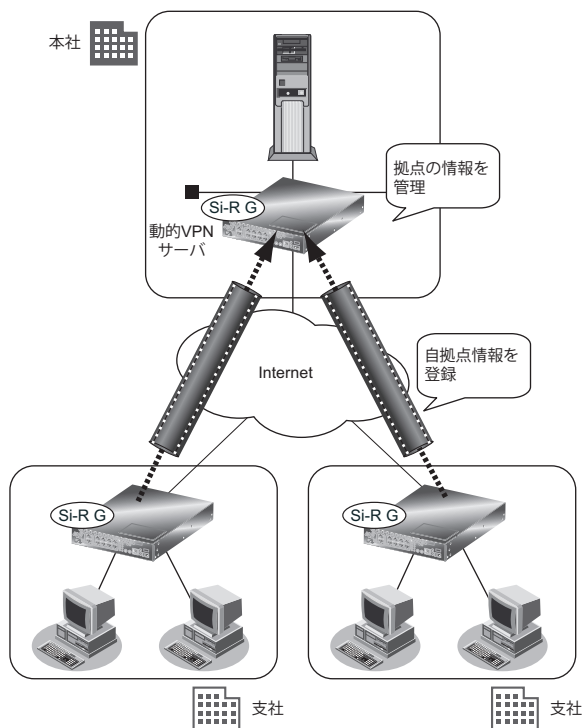 本社
拠点の情報を
管理
Si-R G
動的VPN
サーバ
自拠点情報を
登録
Internet
Si-R G
Si-R G
支社
支社